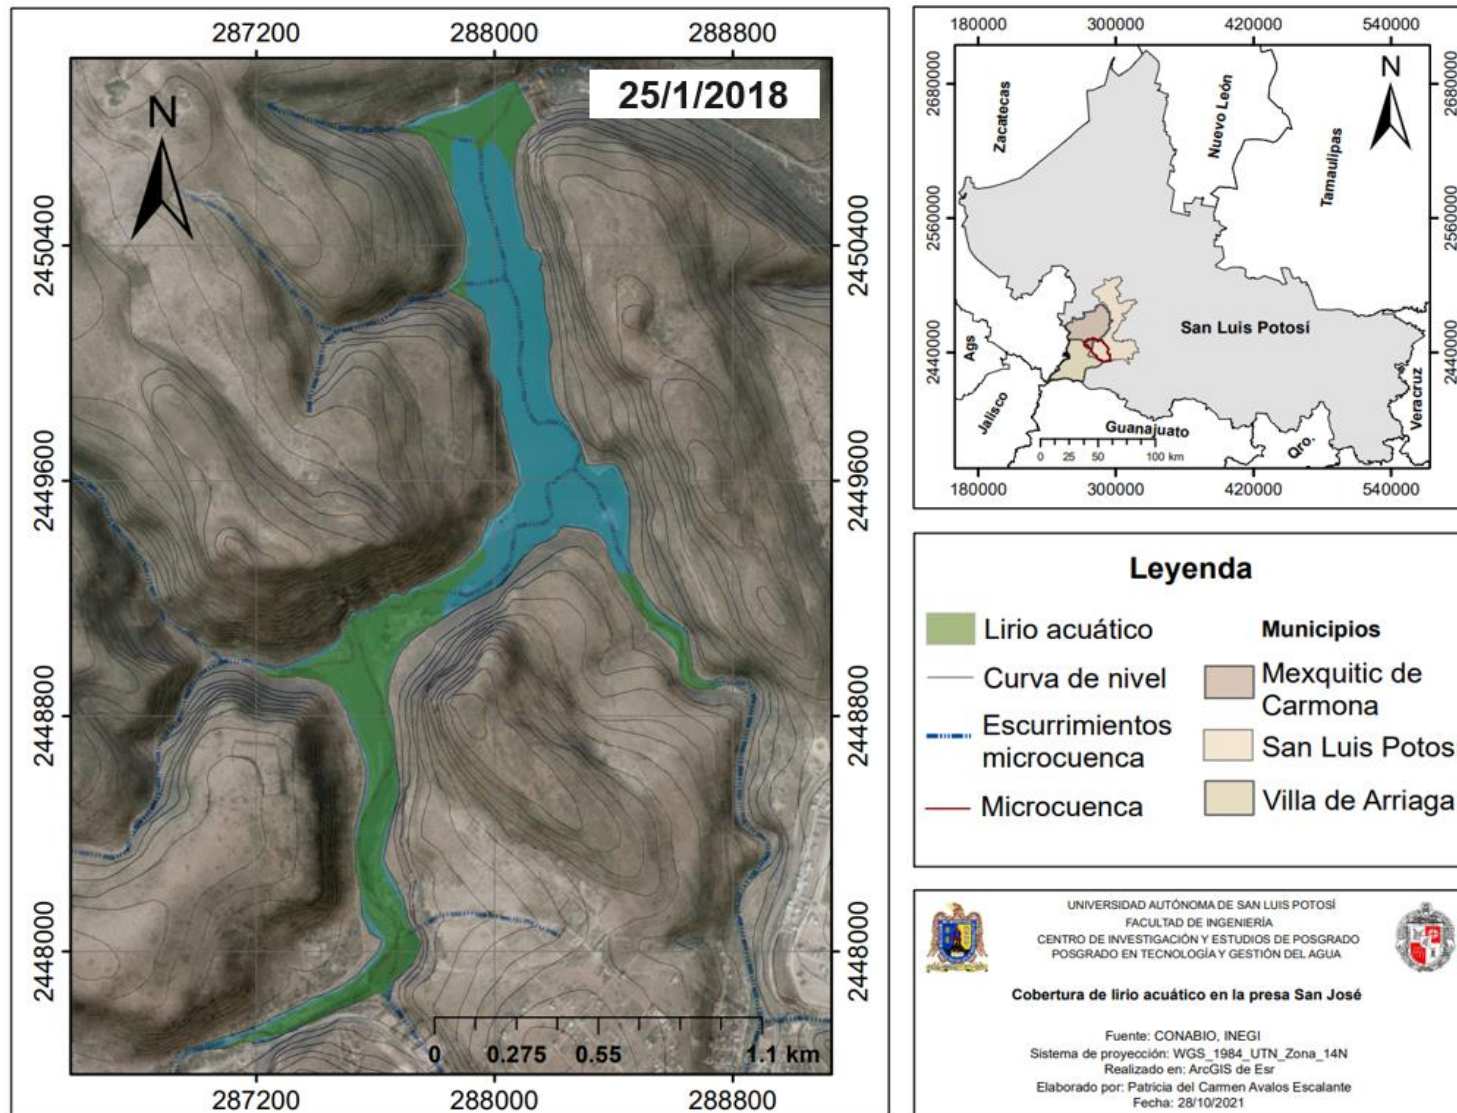 287200 288000 288800
25/1/2018
N
2450400 2450400
2449600 2449600
2448800 2448800
2448000 2448000
0 0.275 0.55 1.1 km
287200 288000 288800
180000 300000 420000 540000
2680000 2680000
2560000 2560000
2440000 2440000
N
Zacatecas
Nuevo León
Tamaulipas
San Luis Potosí
Ags
Jalisco
Guanajuato
Qro.
Veracruz
0 25 50 100 km
180000 300000 420000 540000
Leyenda
Lirio acuático
Curva de nivel
Escurrimientos
microcuenca
Microcuenca
Municipios
Mexquitic de
Carmona
San Luis Potos
Villa de Arriaga
UNIVERSIDAD AUTÓNOMA DE SAN LUIS POTOSÍ
FACULTAD DE INGENIERÍA
CENTRO DE INVESTIGACIÓN Y ESTUDIOS DE POSGRADO
POSGRADO EN TECNOLOGÍA Y GESTIÓN DEL AGUA
Cobertura de lirio acuático en la presa San José
Fuente: CONABIO, INEGI
Sistema de proyección: WGS_1984_UTN_Zona_14N
Realizado en: ArcGIS de Esr
Elaborado por: Patricia del Carmen Avalos Escalante
Fecha: 28/10/2021